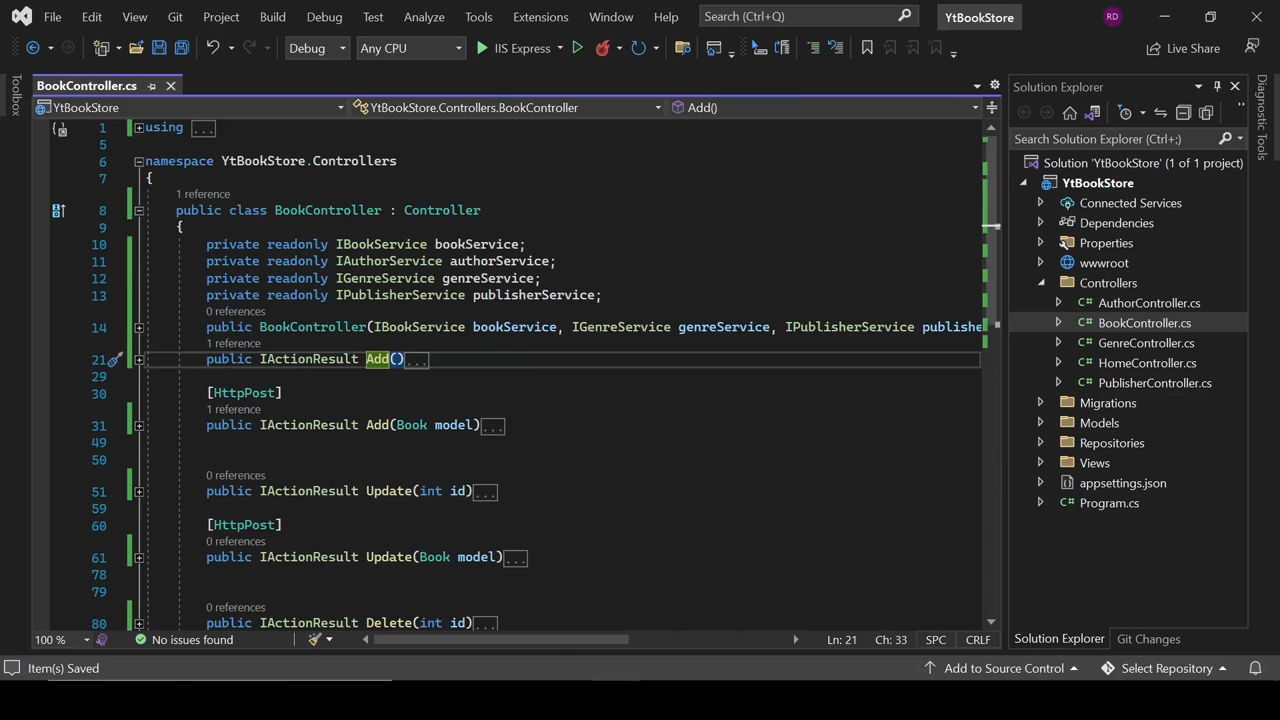 File Edit View Git Project Build Debug Test Analyze Tools Extensions Window Help Search (Ctrl+Q) YtBookStore RD
Debug Any CPU IIS Express Live Share
BookController.cs
YtBookStore YtBookStore.Controllers.BookController Add()
Toolbox
1 using ...
5
6 namespace YtBookStore.Controllers
7 {
1 reference
8 public class BookController : Controller
9 {
10 private readonly IBookService bookService;
11 private readonly IAuthorService authorService;
12 private readonly IGenreService genreService;
13 private readonly IPublisherService publisherService;
0 references
14 public BookController(IBookService bookService, IGenreService genreService, IPublisherService publishe
1 reference
21 public IActionResult Add()...
29
30 [HttpPost]
1 reference
31 public IActionResult Add(Book model)...
49
50
0 references
51 public IActionResult Update(int id)...
59
60 [HttpPost]
0 references
61 public IActionResult Update(Book model)...
78
79
0 references
80 public IActionResult Delete(int id)...
100 % No issues found Ln: 21 Ch: 33 SPC CRLF
Solution Explorer
Search Solution Explorer (Ctrl+;)
Solution 'YtBookStore' (1 of 1 project)
YtBookStore
Connected Services
Dependencies
Properties
wwwroot
Controllers
AuthorController.cs
BookController.cs
GenreController.cs
HomeController.cs
PublisherController.cs
Migrations
Models
Repositories
Views
appsettings.json
Program.cs
Solution Explorer Git Changes
Diagnostic Tools
Item(s) Saved Add to Source Control Select Repository